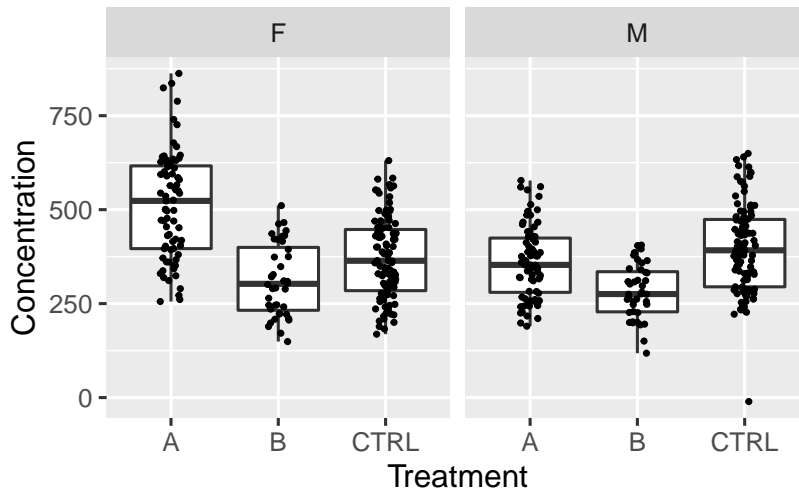 F
M
Concentration
750
500
250
0
A
B
CTRL
A
B
CTRL
Treatment